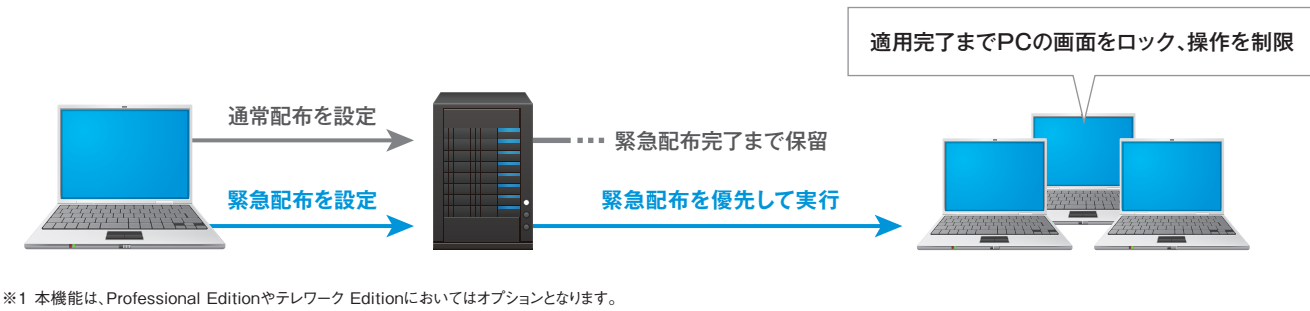 適用完了までPCの画面をロック、操作を制限
通常配布を設定
緊急配布完了まで保留
緊急配布を設定
緊急配布を優先して実行
※1 本機能は、Professional Editionやテレワーク Editionにおいてはオプションとなります。